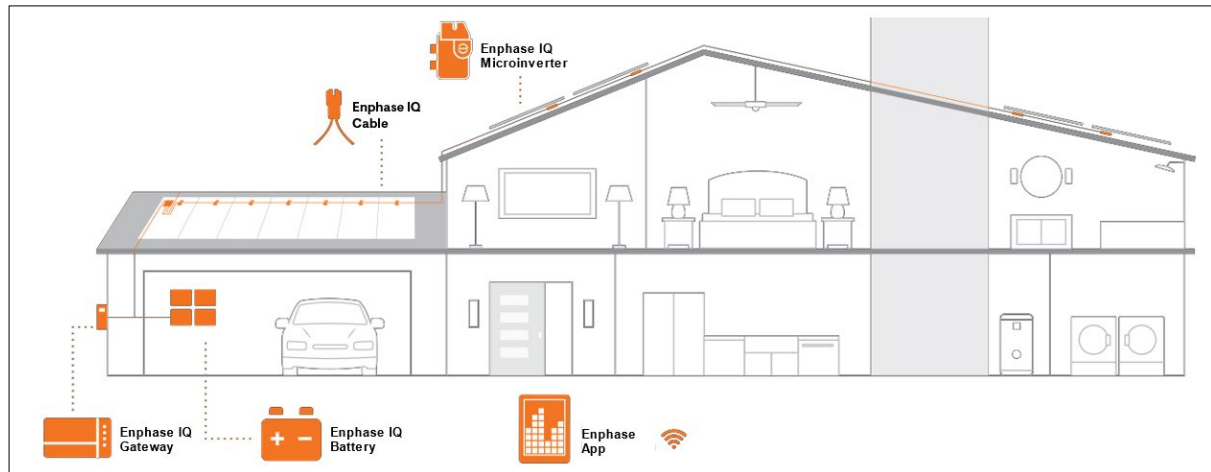 Enphase IQ
Microinverter
Enphase IQ
Cable
Enphase IQ
Gateway
Enphase IQ
Battery
Enphase
App